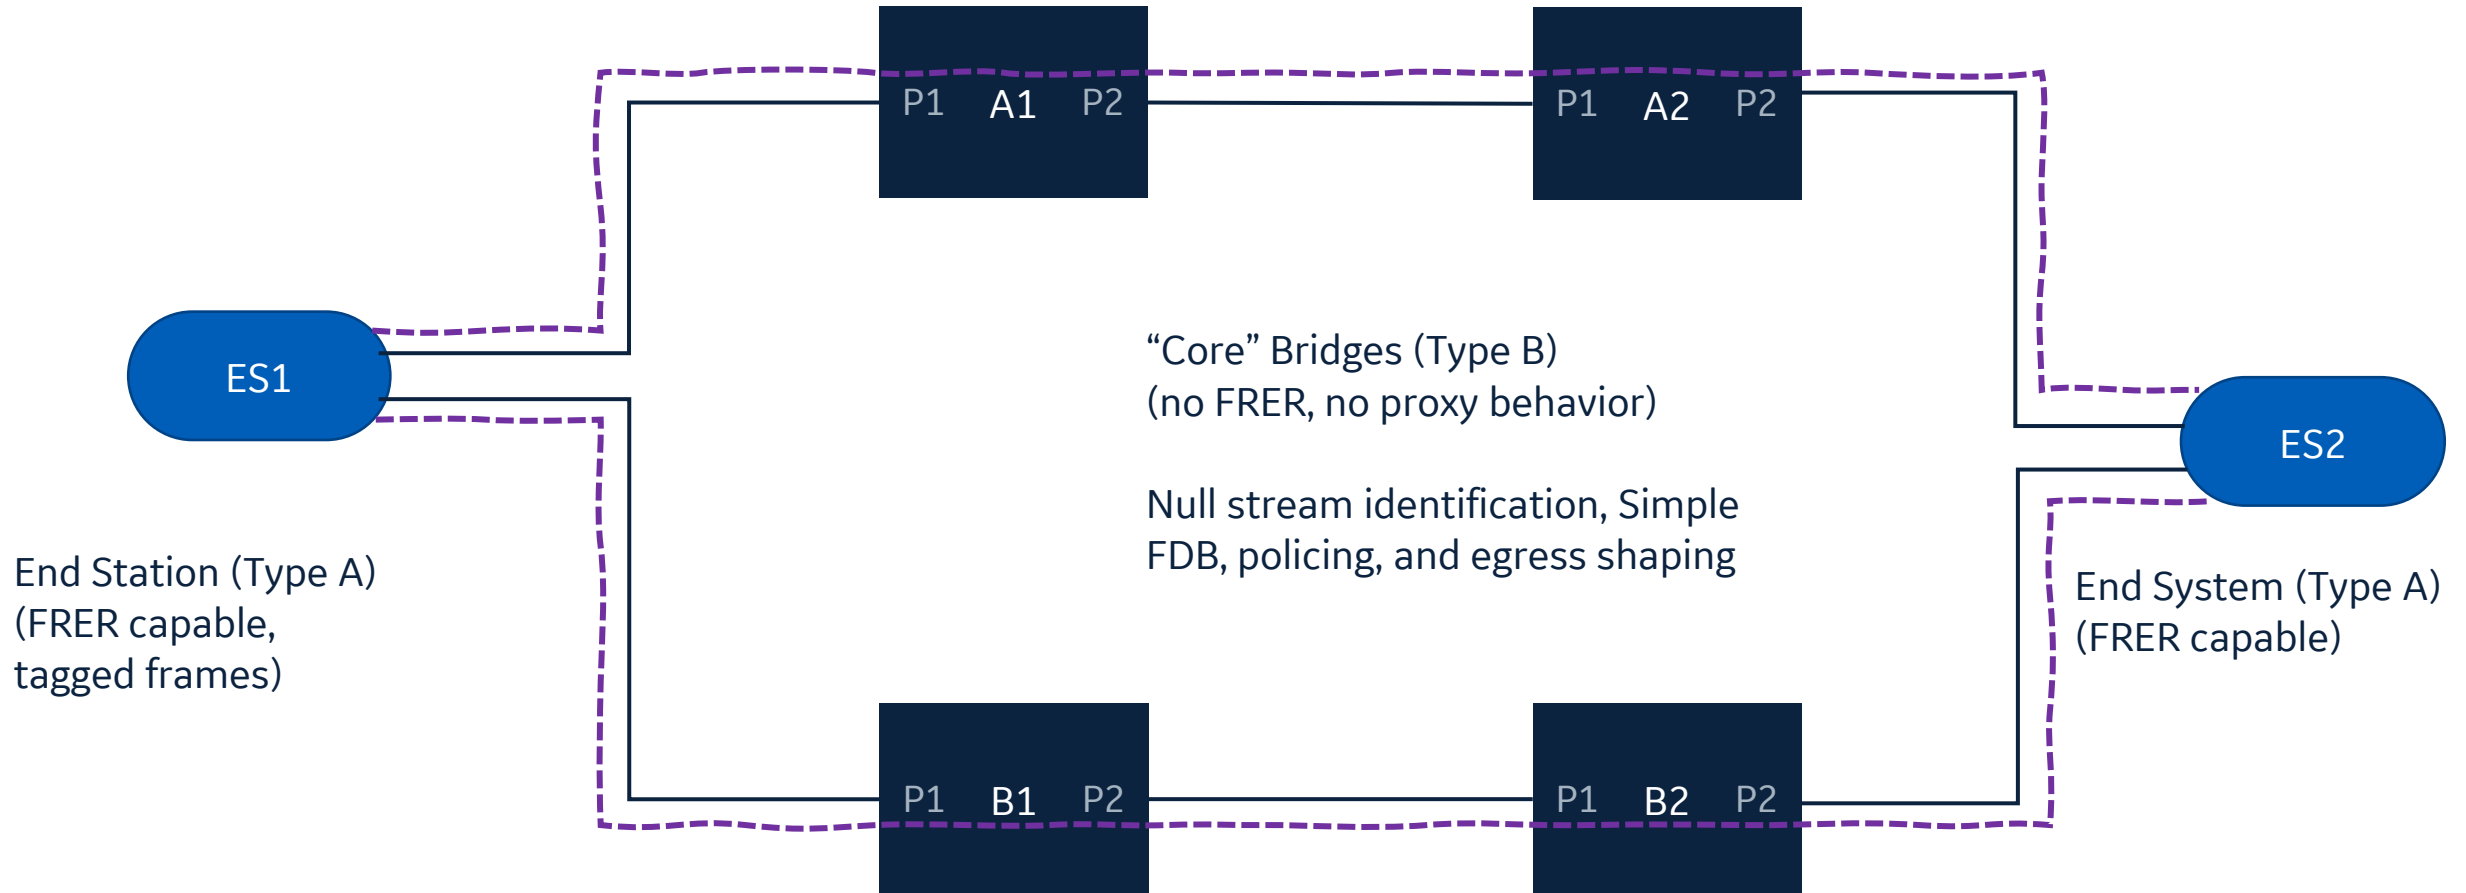 P1 A1 P2
P1 A2 P2
ES1
“Core” Bridges (Type B)
(no FRER, no proxy behavior)
ES2
Null stream identification, Simple
FDB, policing, and egress shaping
End Station (Type A)
(FRER capable,
tagged frames)
End System (Type A)
(FRER capable)
P1 B1 P2
P1 B2 P2